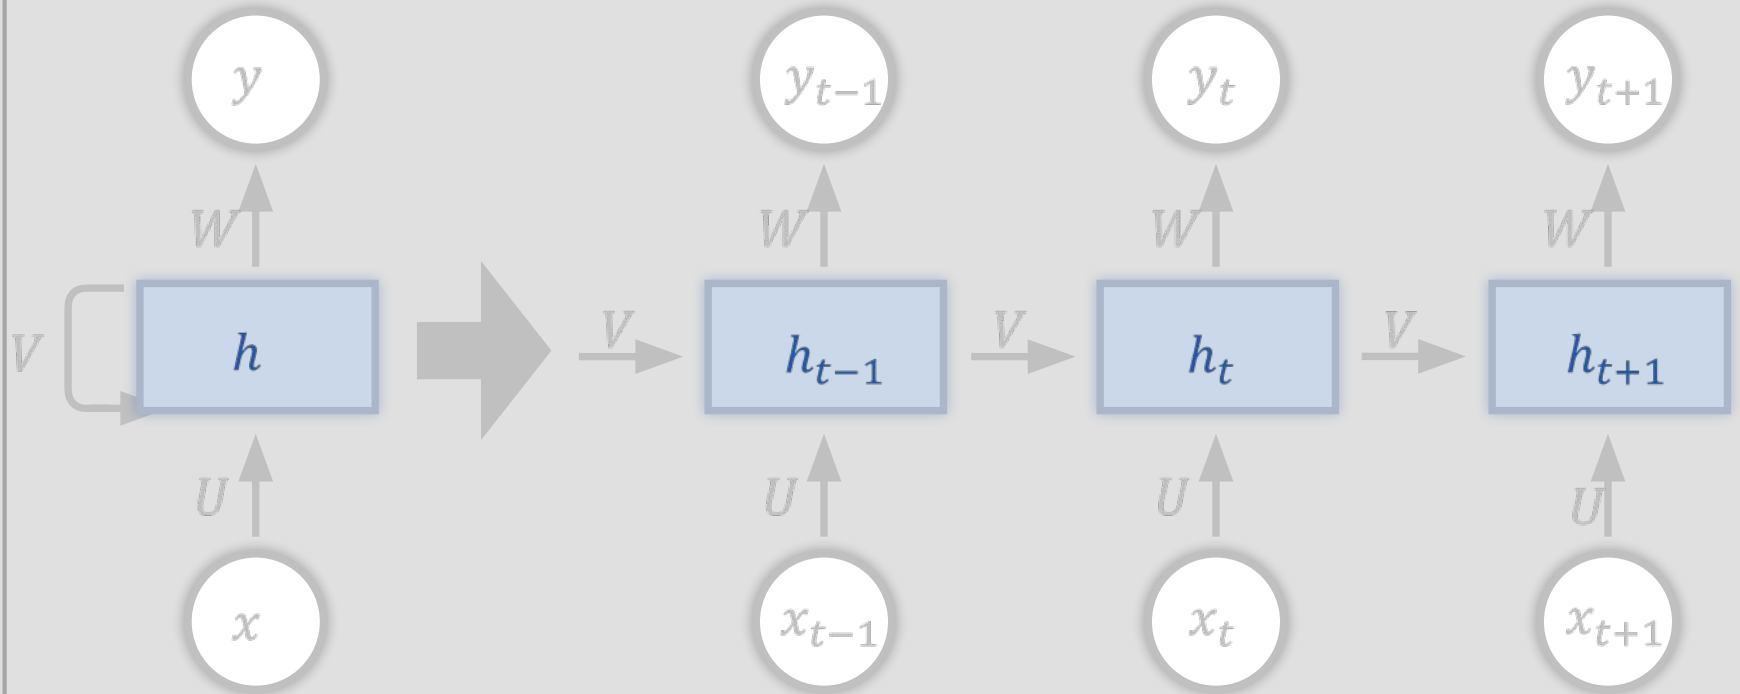 y y_{t−1} y_t y_{t+1}
W W W W
V h V h_{t−1} V h_t V h_{t+1}
U U U U
x x_{t−1} x_t x_{t+1}